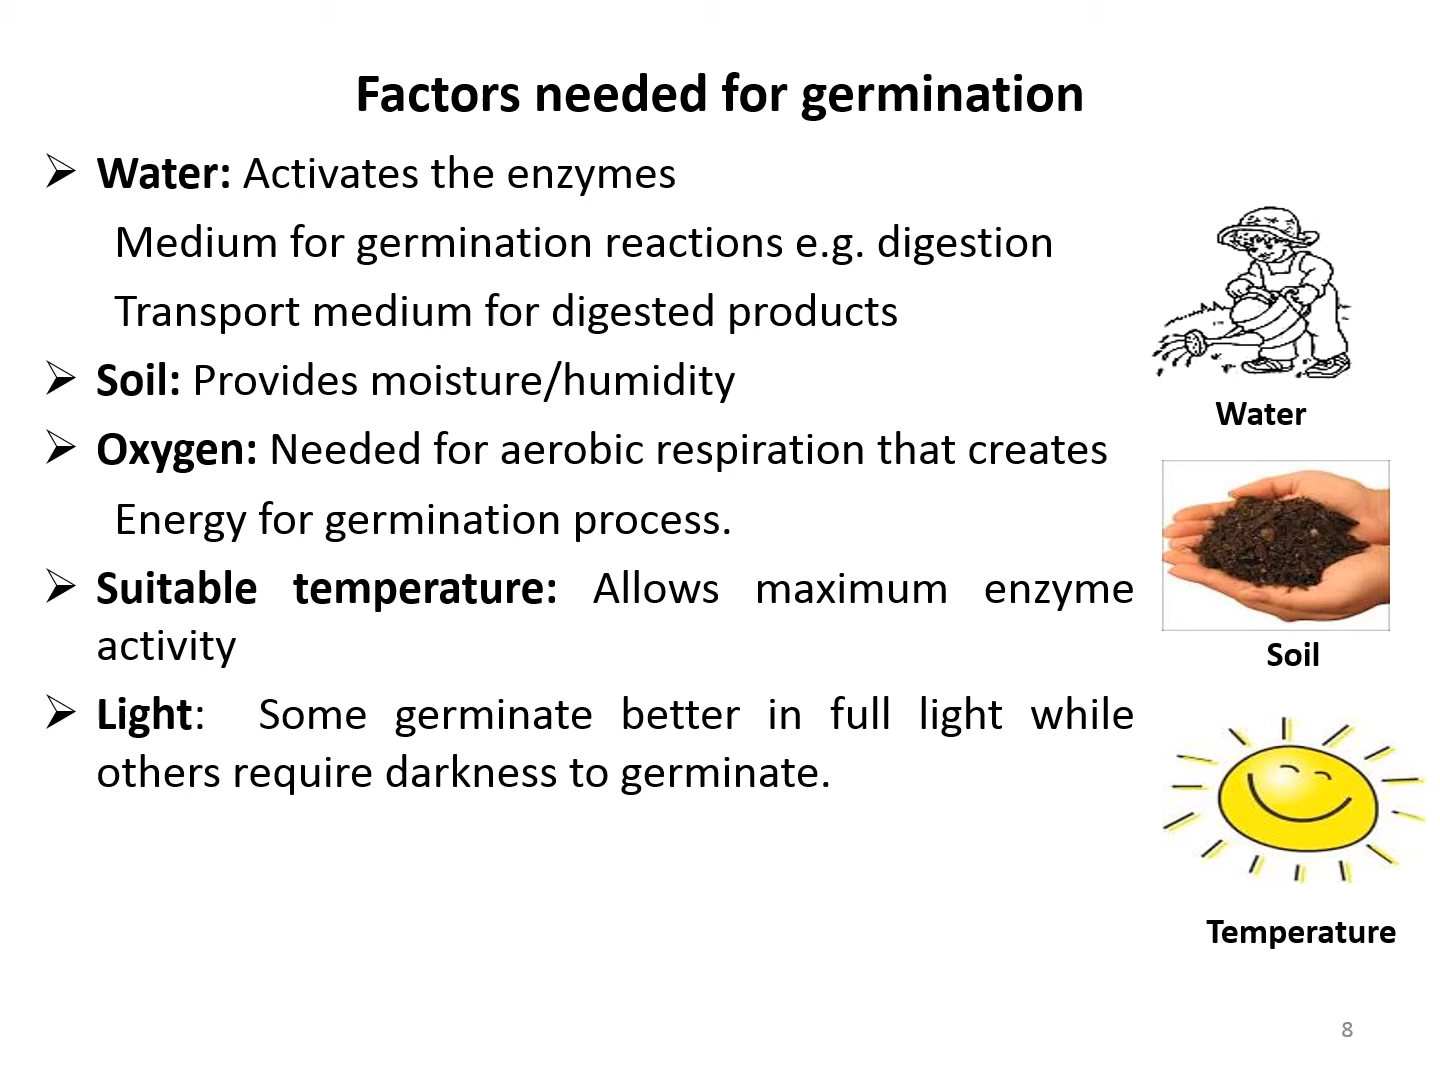 Factors needed for germination
➢ Water: Activates the enzymes
Medium for germination reactions e.g. digestion
Transport medium for digested products
➢ Soil: Provides moisture/humidity
➢ Oxygen: Needed for aerobic respiration that creates
Energy for germination process.
➢ Suitable temperature: Allows maximum enzyme
activity
➢ Light: Some germinate better in full light while
others require darkness to germinate.
Water
Soil
Temperature
8